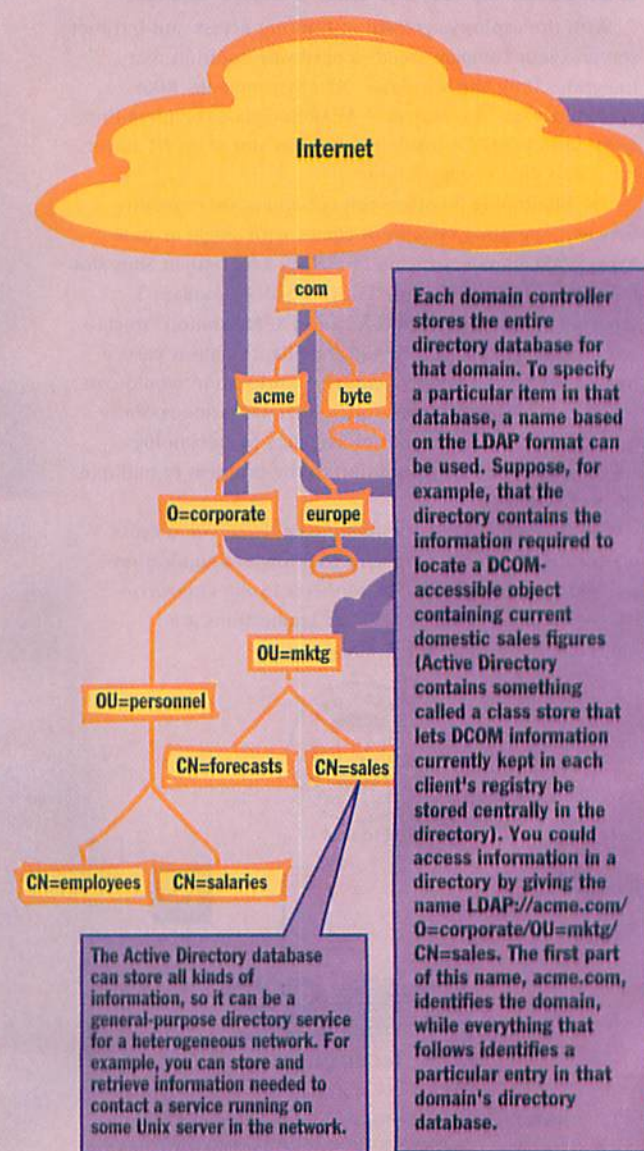 Internet
com
acme
byte
O=corporate
europe
OU=mktg
OU=personnel
CN=forecasts
CN=sales
CN=employees
CN=salaries
The Active Directory database
can store all kinds of
information, so it can be a
general-purpose directory service
for a heterogeneous network. For
example, you can store and
retrieve information needed to
contact a service running on
some Unix server in the network.
Each domain controller
stores the entire
directory database for
that domain. To specify
a particular item in that
database, a name based
on the LDAP format can
be used. Suppose, for
example, that the
directory contains the
information required to
locate a DCOM-
accessible object
containing current
domestic sales figures
(Active Directory
contains something
called a class store that
lets DCOM information
currently kept in each
client's registry be
stored centrally in the
directory). You could
access information in a
directory by giving the
name LDAP://acme.com/
O=corporate/OU=mktg/
CN=sales. The first part
of this name, acme.com,
identifies the domain,
while everything that
follows identifies a
particular entry in that
domain's directory
database.